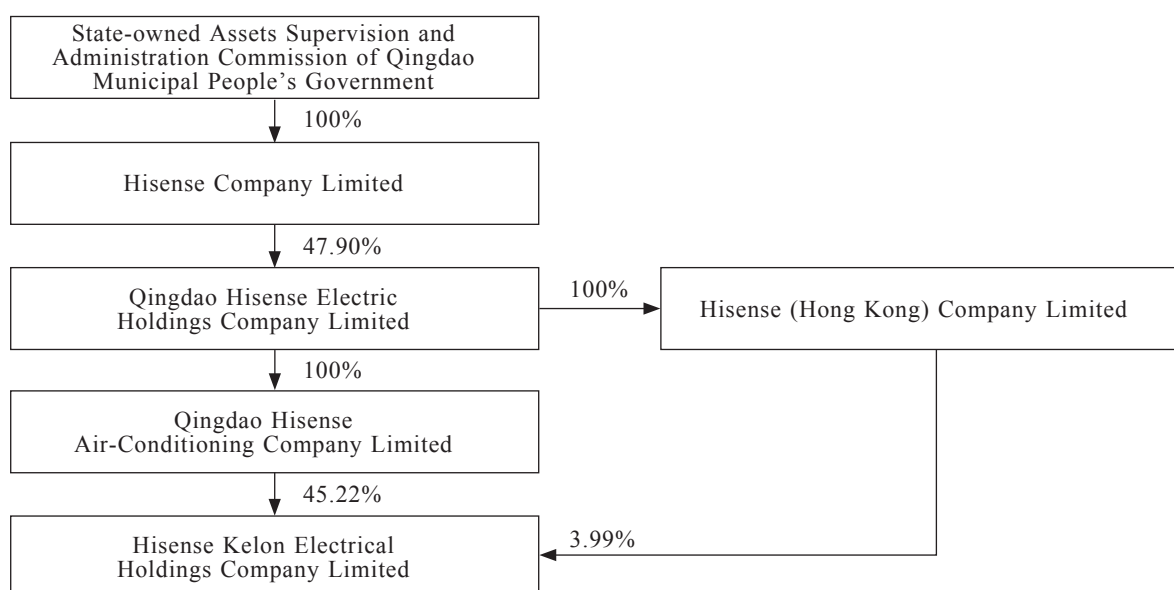 State-owned Assets Supervision and
Administration Commission of Qingdao
Municipal People’s Government
100%
Hisense Company Limited
47.90%
Qingdao Hisense Electric
Holdings Company Limited
100%
Hisense (Hong Kong) Company Limited
100%
Qingdao Hisense
Air-Conditioning Company Limited
45.22%
Hisense Kelon Electrical
Holdings Company Limited
3.99%